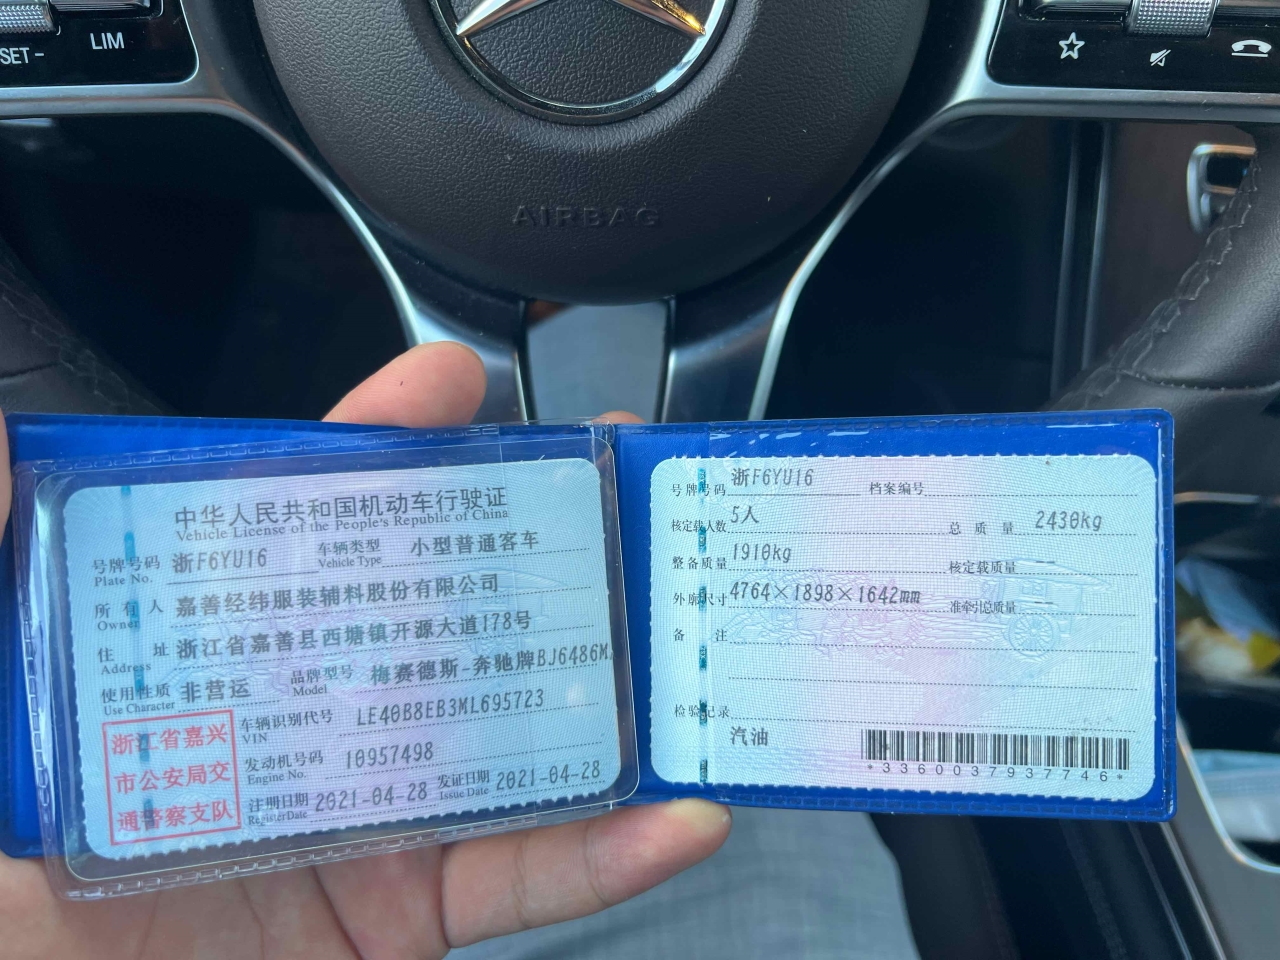 SET -
LIM
AIRBAG
中华人民共和国机动车行驶证
Vehicle License of the People's Republic of China
号牌号码 浙F6YU16 车辆类型 小型普通客车
Plate No. Vehicle Type
所有人 嘉善经纬服装辅料股份有限公司
Owner
住址 浙江省嘉善县西塘镇开源大道178号
Address
使用性质 非营运 品牌型号 梅赛德斯-奔驰牌BJ6486M
Use Character Model
浙江省嘉兴
市公安局交
通警察支队
车辆识别代号 LE40B8EB3ML695723
VIN
发动机号码 10957498
Engine No.
注册日期 2021-04-28 发证日期 2021-04-28
Register Date Issue Date
号牌号码 浙F6YU16 档案编号
核定载人数 5人 总质量 2430kg
整备质量 1910kg 核定载质量 --
外廓尺寸 4764×1898×1642mm 准牵引总质量 --
备注
检验记录
汽油
*3360037937746*